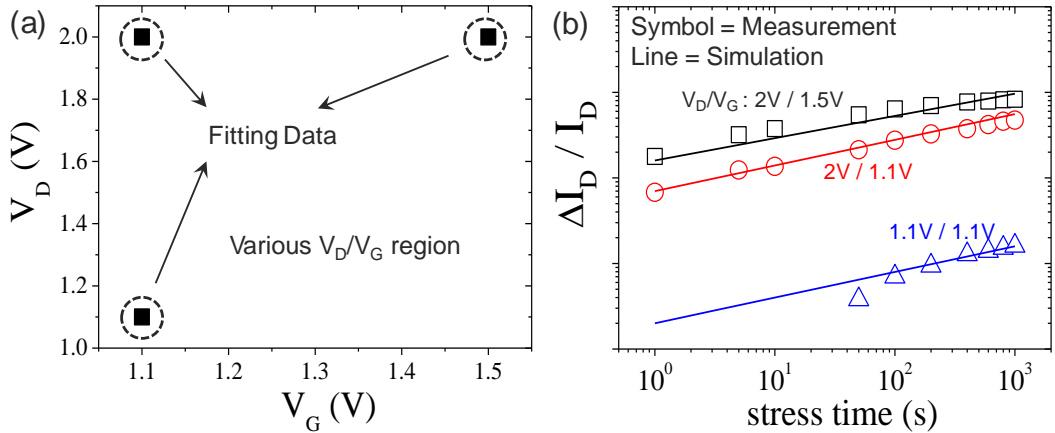 (a)
2.0
1.8
1.6
1.4
1.2
1.0
V_D (V)
Fitting Data
Various V_D/V_G region
1.1
1.2
1.3
1.4
1.5
V_G (V)
(b)
Symbol = Measurement
Line = Simulation
V_D/V_G : 2V / 1.5V
2V / 1.1V
1.1V / 1.1V
ΔI_D / I_D
10^0
10^1
10^2
10^3
stress time (s)